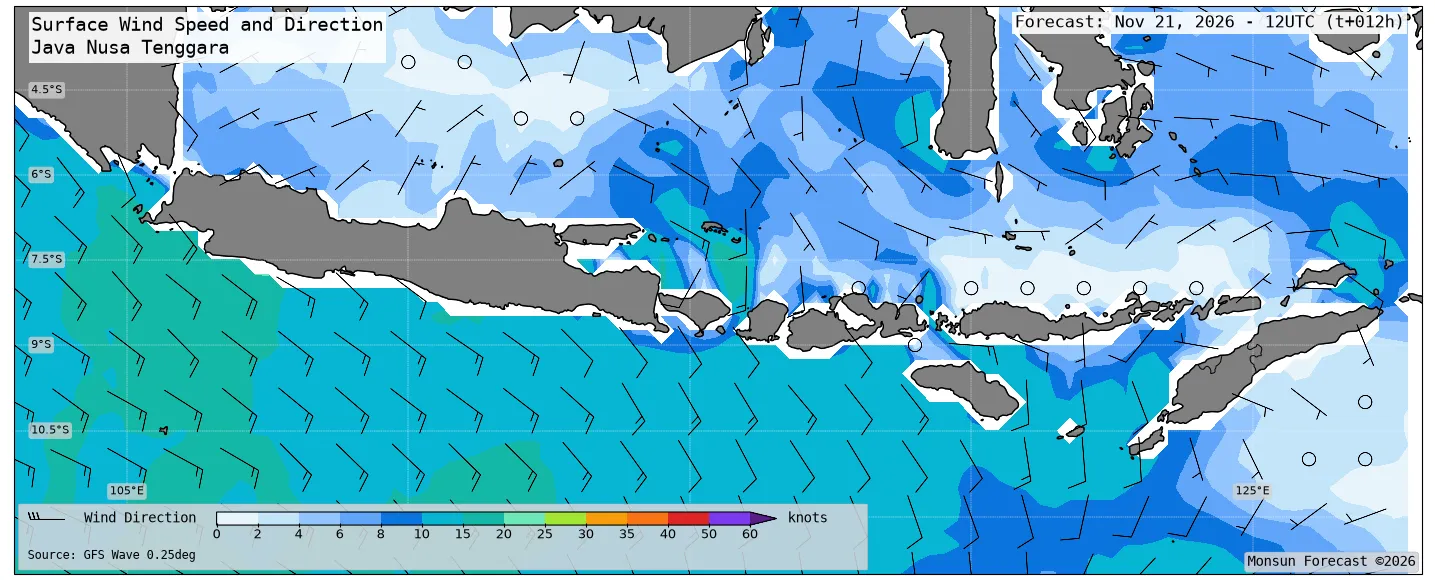 Surface Wind Speed and Direction
Java Nusa Tenggara
Forecast: Nov 21, 2026 - 12UTC (t+012h)
4.5°S
6°S
7.5°S
9°S
10.5°S
105°E
125°E
Wind Direction
0 2 4 6 8 10 15 20 25 30 35 40 50 60
knots
Source: GFS Wave 0.25deg
Monsun Forecast ©2026